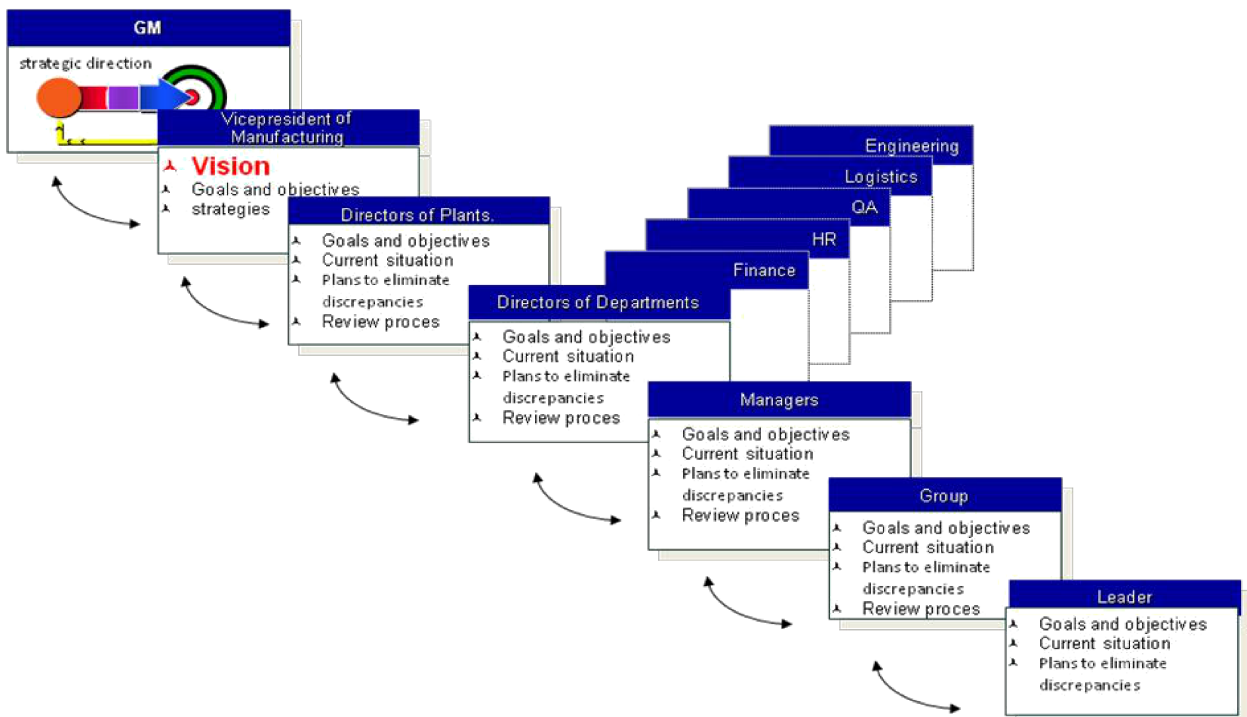 GM
strategic direction
Vicepresident of
Manufacturing
Vision
Goals and objectives
strategies
Directors of Plants.
Goals and objectives
Current situation
Plans to eliminate
discrepancies
Review proces
Engineering
Logistics
QA
HR
Finance
Directors of Departments
Goals and objectives
Current situation
Plans to eliminate
discrepancies
Review proces
Managers
Goals and objectives
Current situation
Plans to eliminate
discrepancies
Review proces
Group
Goals and objectives
Current situation
Plans to eliminate
discrepancies
Review proces
Leader
Goals and objectives
Current situation
Plans to eliminate
discrepancies